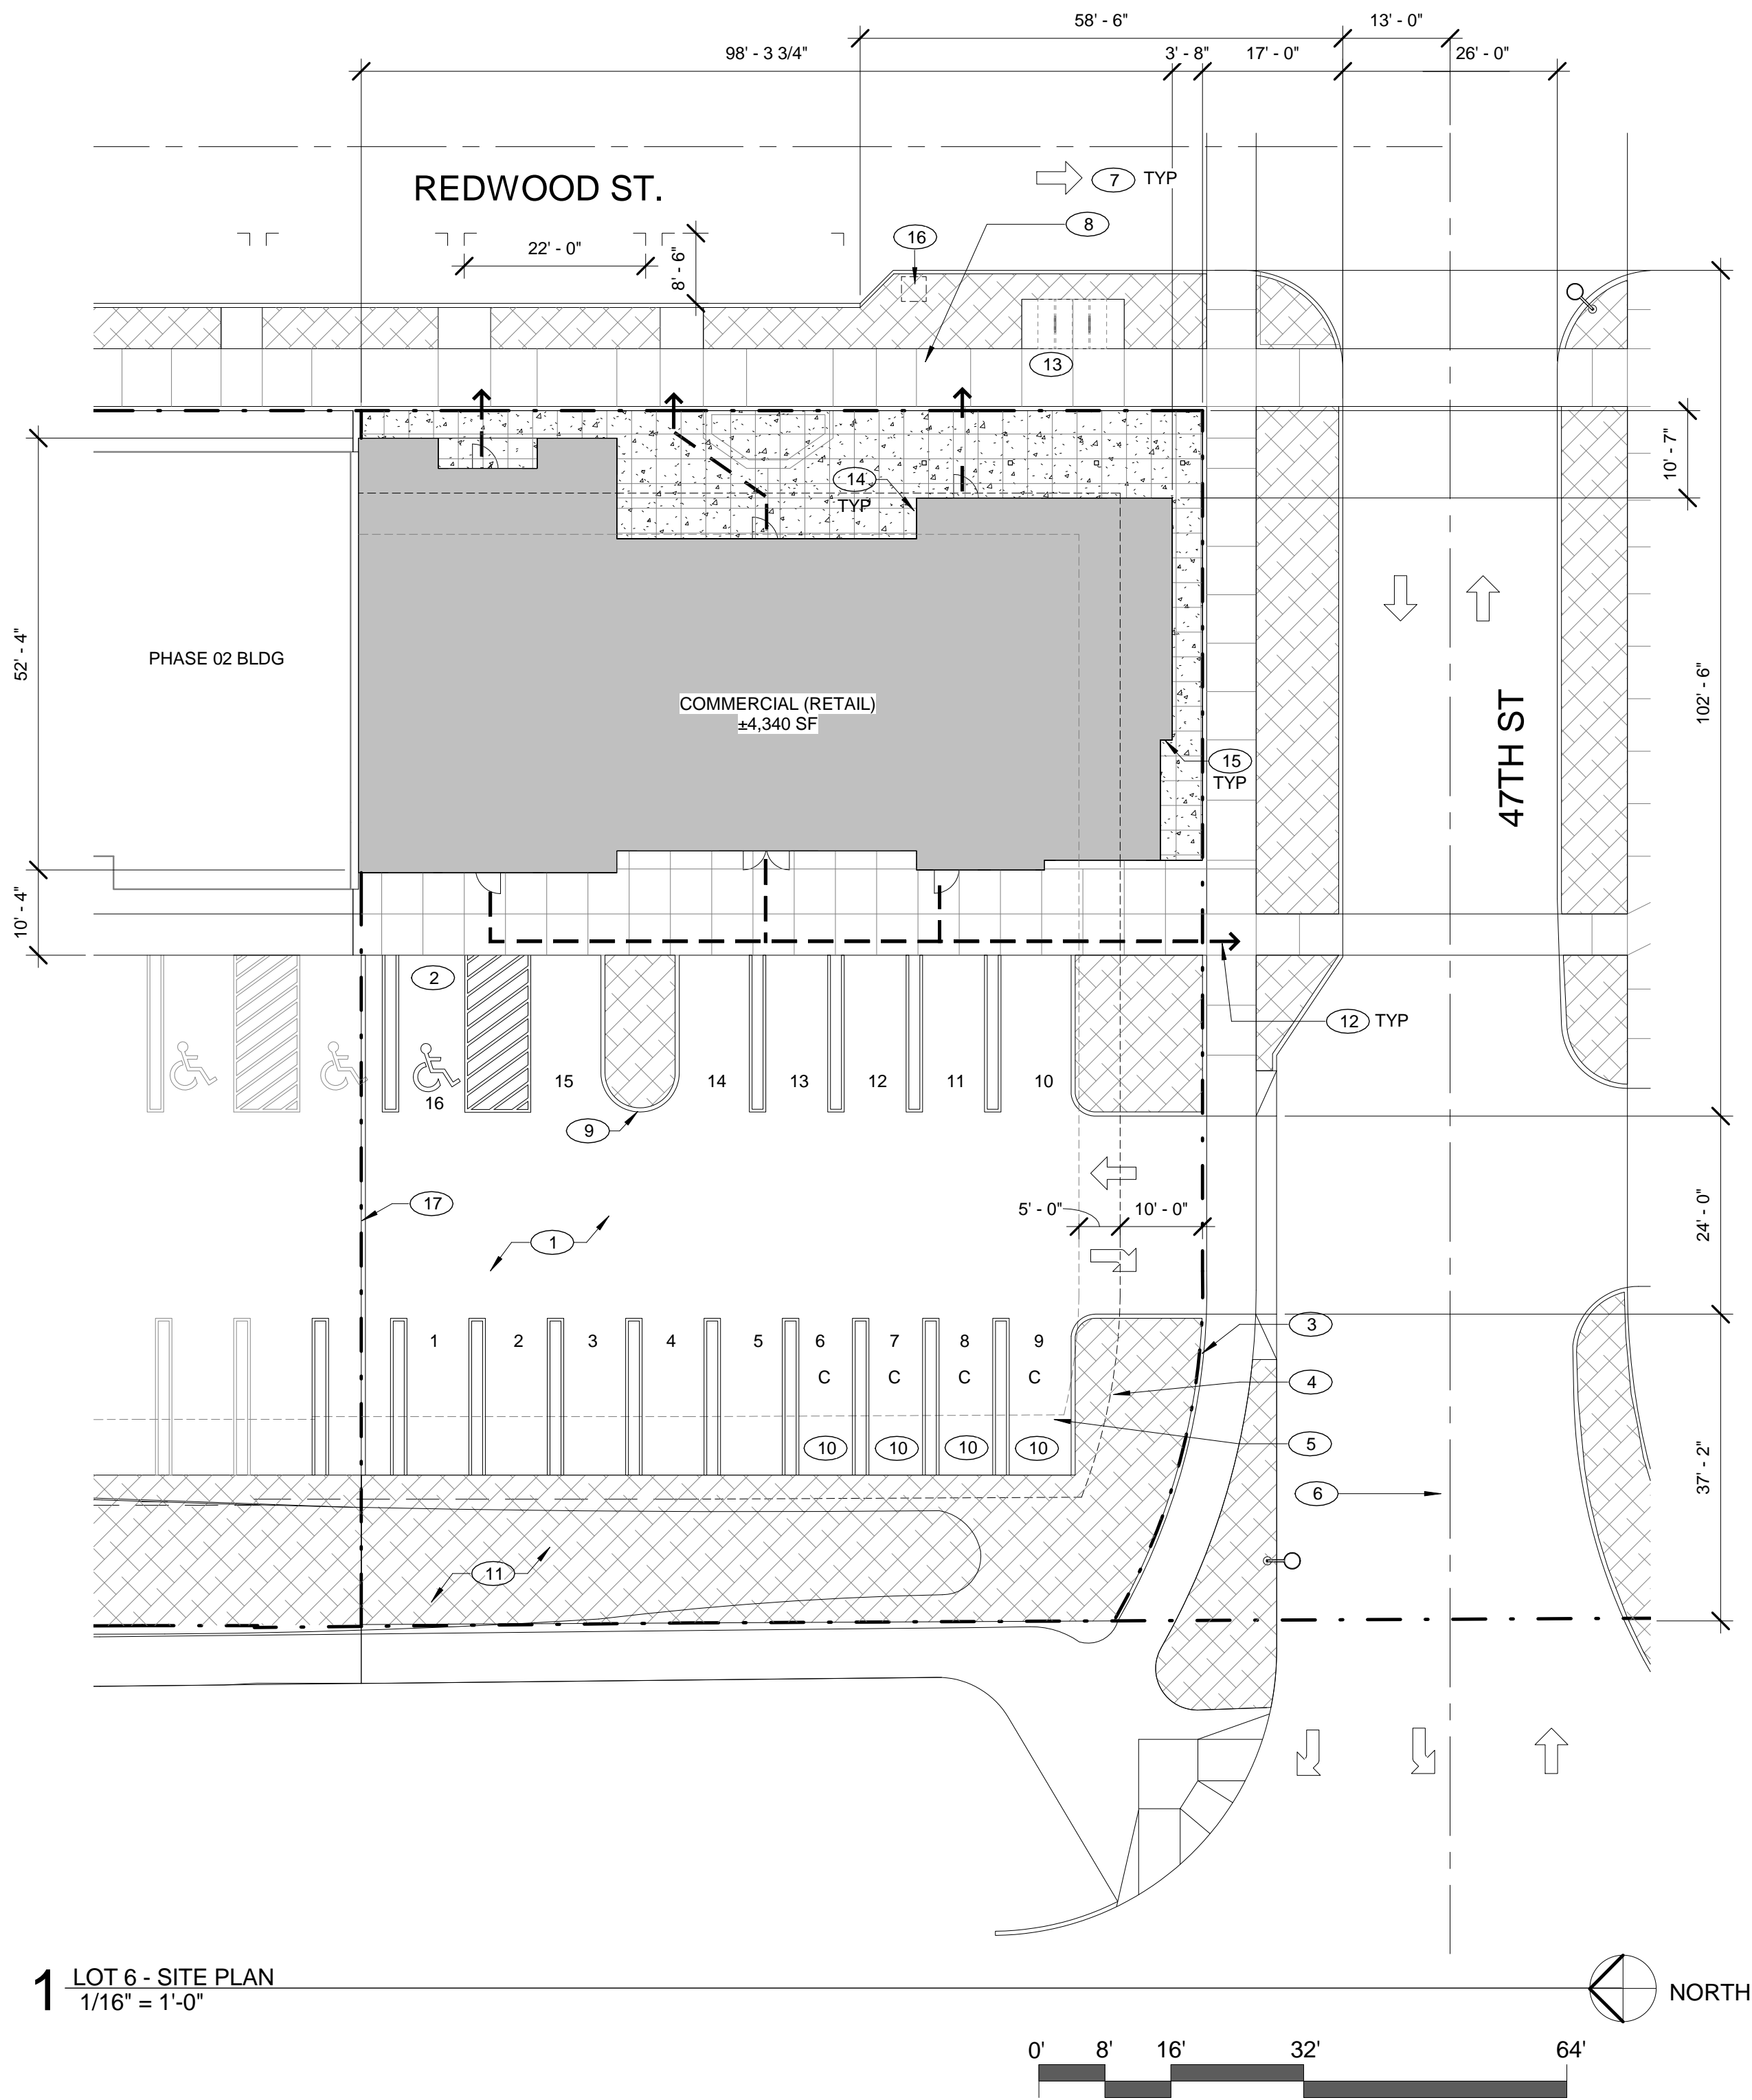 58' - 6"
13' - 0"
98' - 3 3/4"
3' - 8"
17' - 0"
26' - 0"
REDWOOD ST.
7 TYP
8
16
22' - 0"
8' - 6"
13
10' - 7"
14
TYP
52' - 4"
PHASE 02 BLDG
COMMERCIAL (RETAIL)
±4,340 SF
47TH ST
102' - 6"
15
TYP
10' - 4"
2
12 TYP
16
15
14
13
12
11
10
9
17
5' - 0"
10' - 0"
24' - 0"
1
3
1
2
3
4
5
6
7
8
9
C
C
C
C
4
10
10
10
10
5
37' - 2"
6
11
1
LOT 6 - SITE PLAN
1/16" = 1'-0"
NORTH
0'
8'
16'
32'
64'